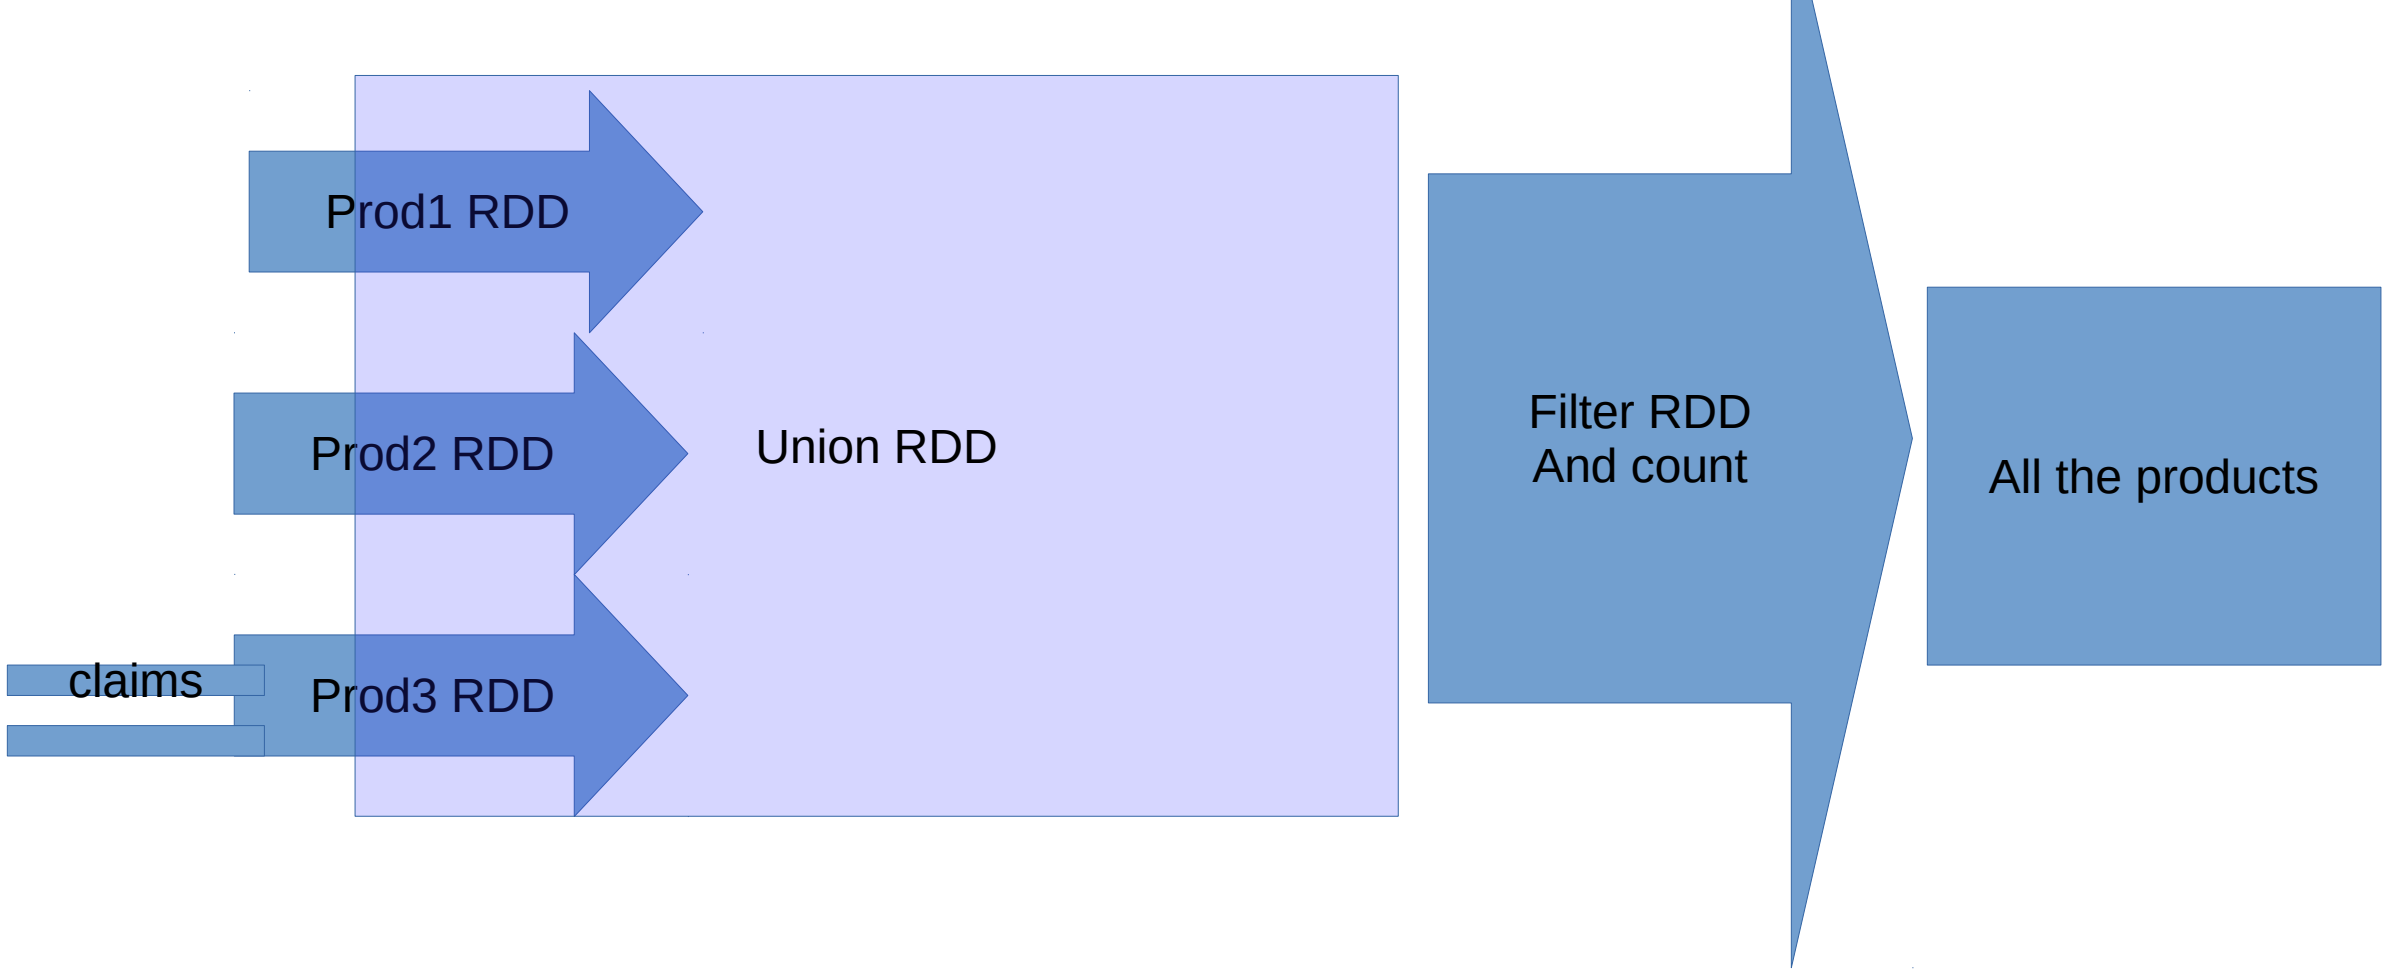 Prod1 RDD
Prod2 RDD
Union RDD
claims
Prod3 RDD
Filter RDD
And count
All the products